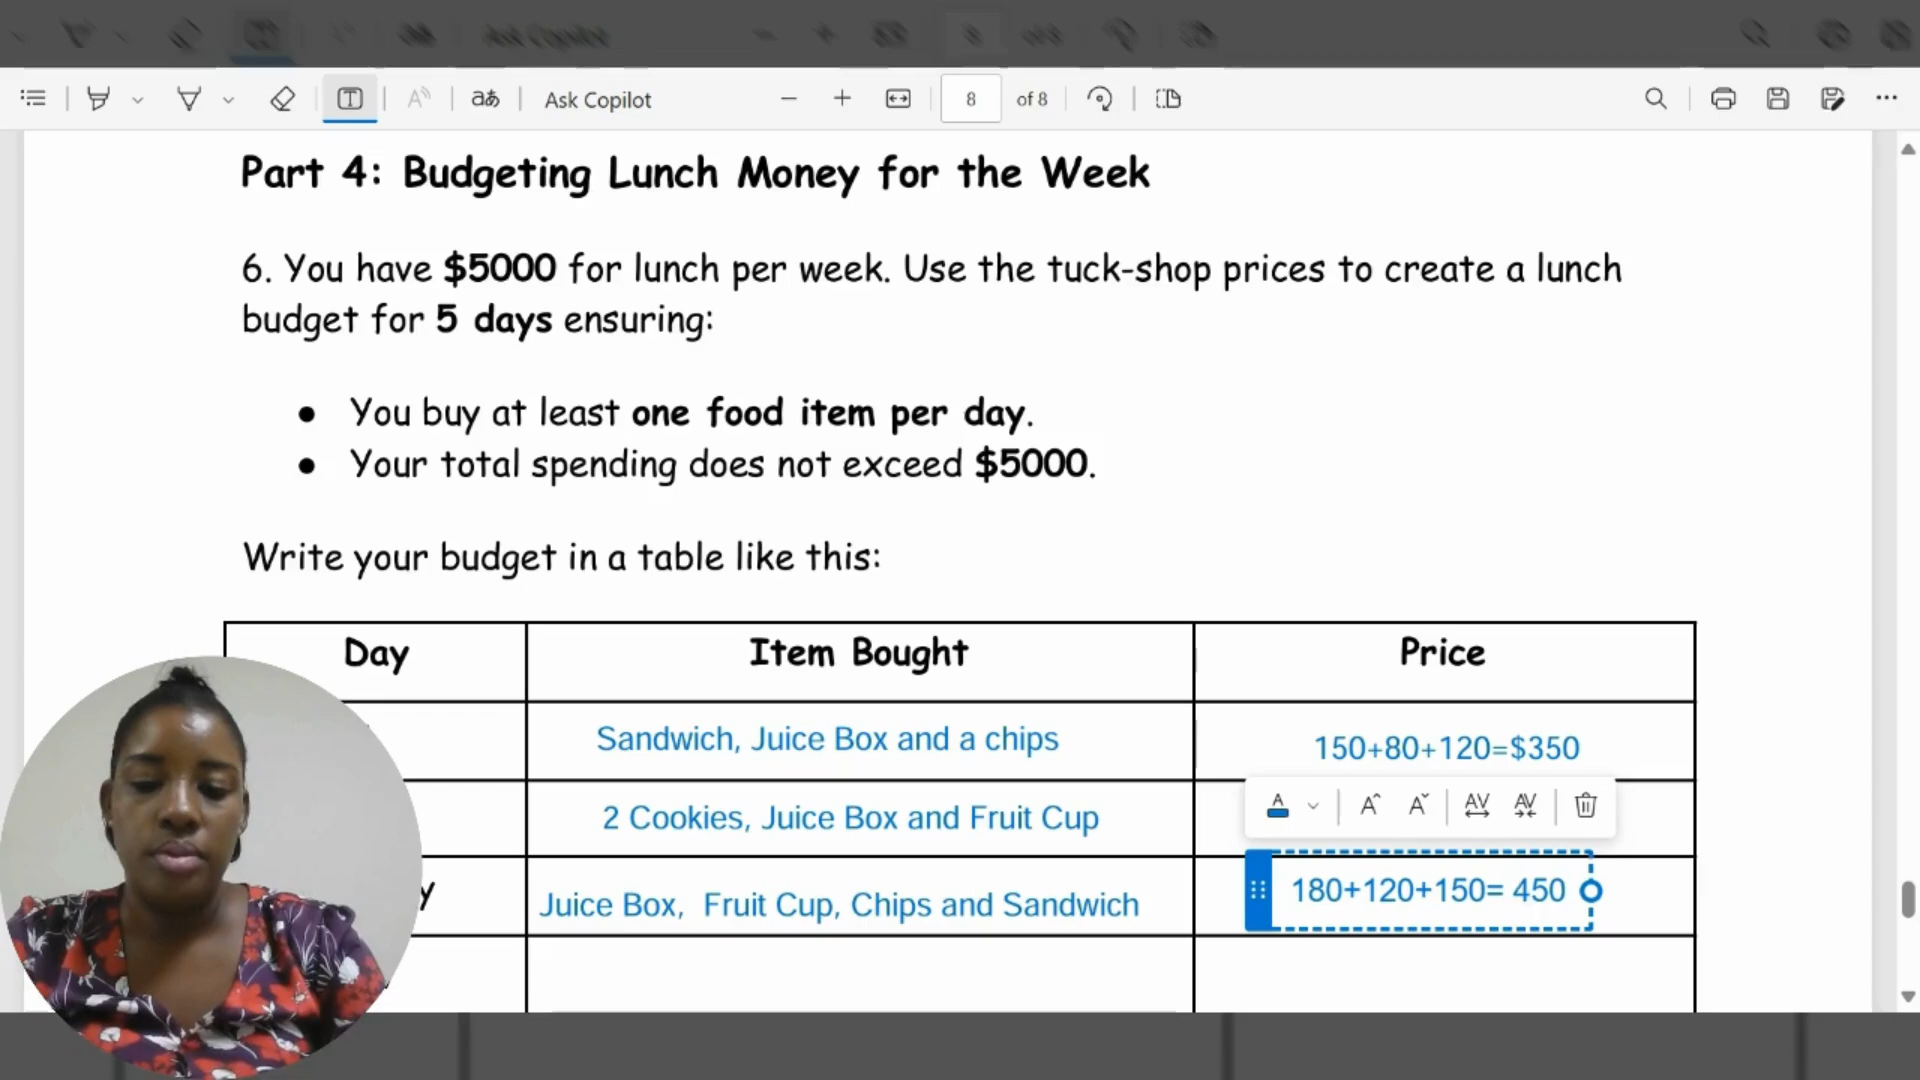 Ask Copilot
8 of 8
Part 4: Budgeting Lunch Money for the Week
6. You have $5000 for lunch per week. Use the tuck-shop prices to create a lunch
budget for 5 days ensuring:
● You buy at least one food item per day.
● Your total spending does not exceed $5000.
Write your budget in a table like this:
Day Item Bought Price
Sandwich, Juice Box and a chips 150+80+120=$350
2 Cookies, Juice Box and Fruit Cup
y Juice Box, Fruit Cup, Chips and Sandwich 180+120+150= 450